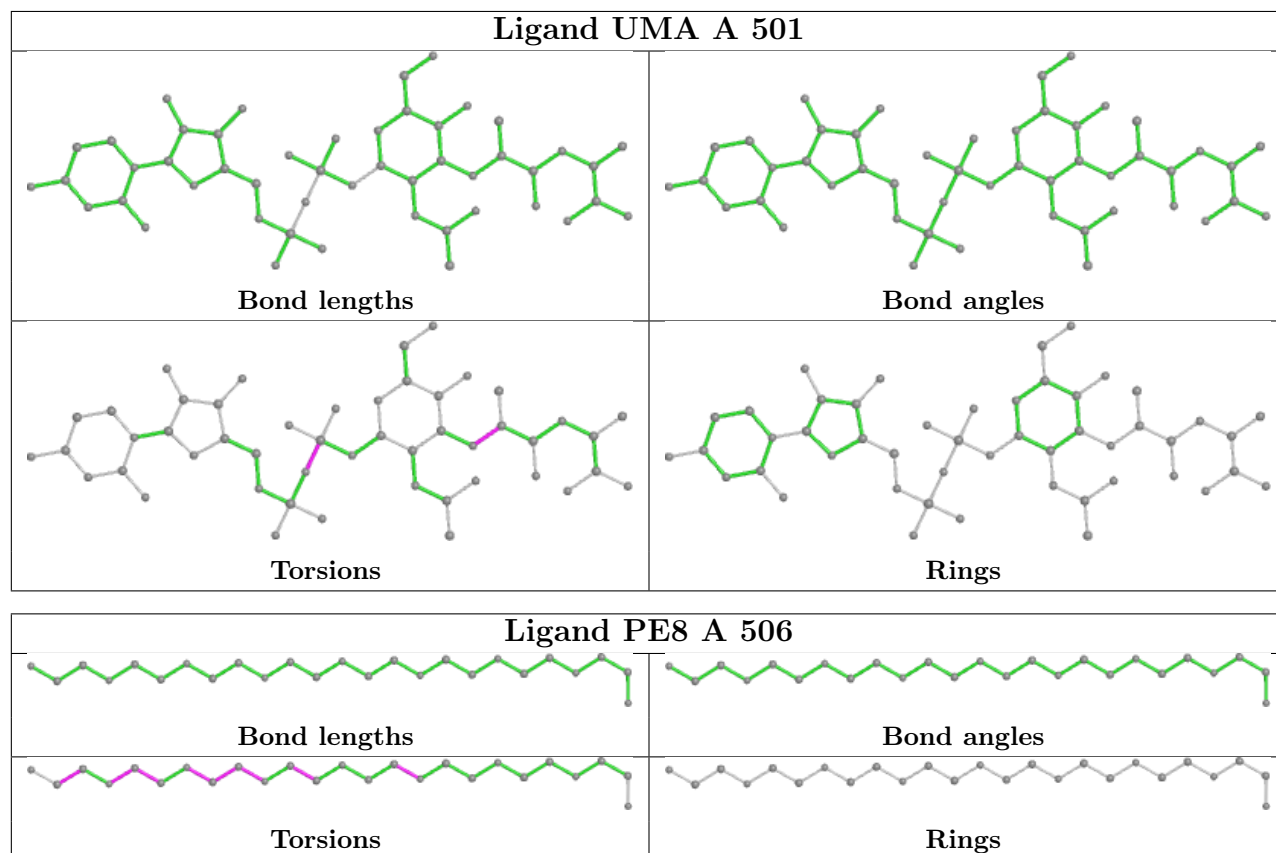 Ligand UMA A 501
Bond lengths
Bond angles
Torsions
Rings
Ligand PE8 A 506
Bond lengths
Bond angles
Torsions
Rings